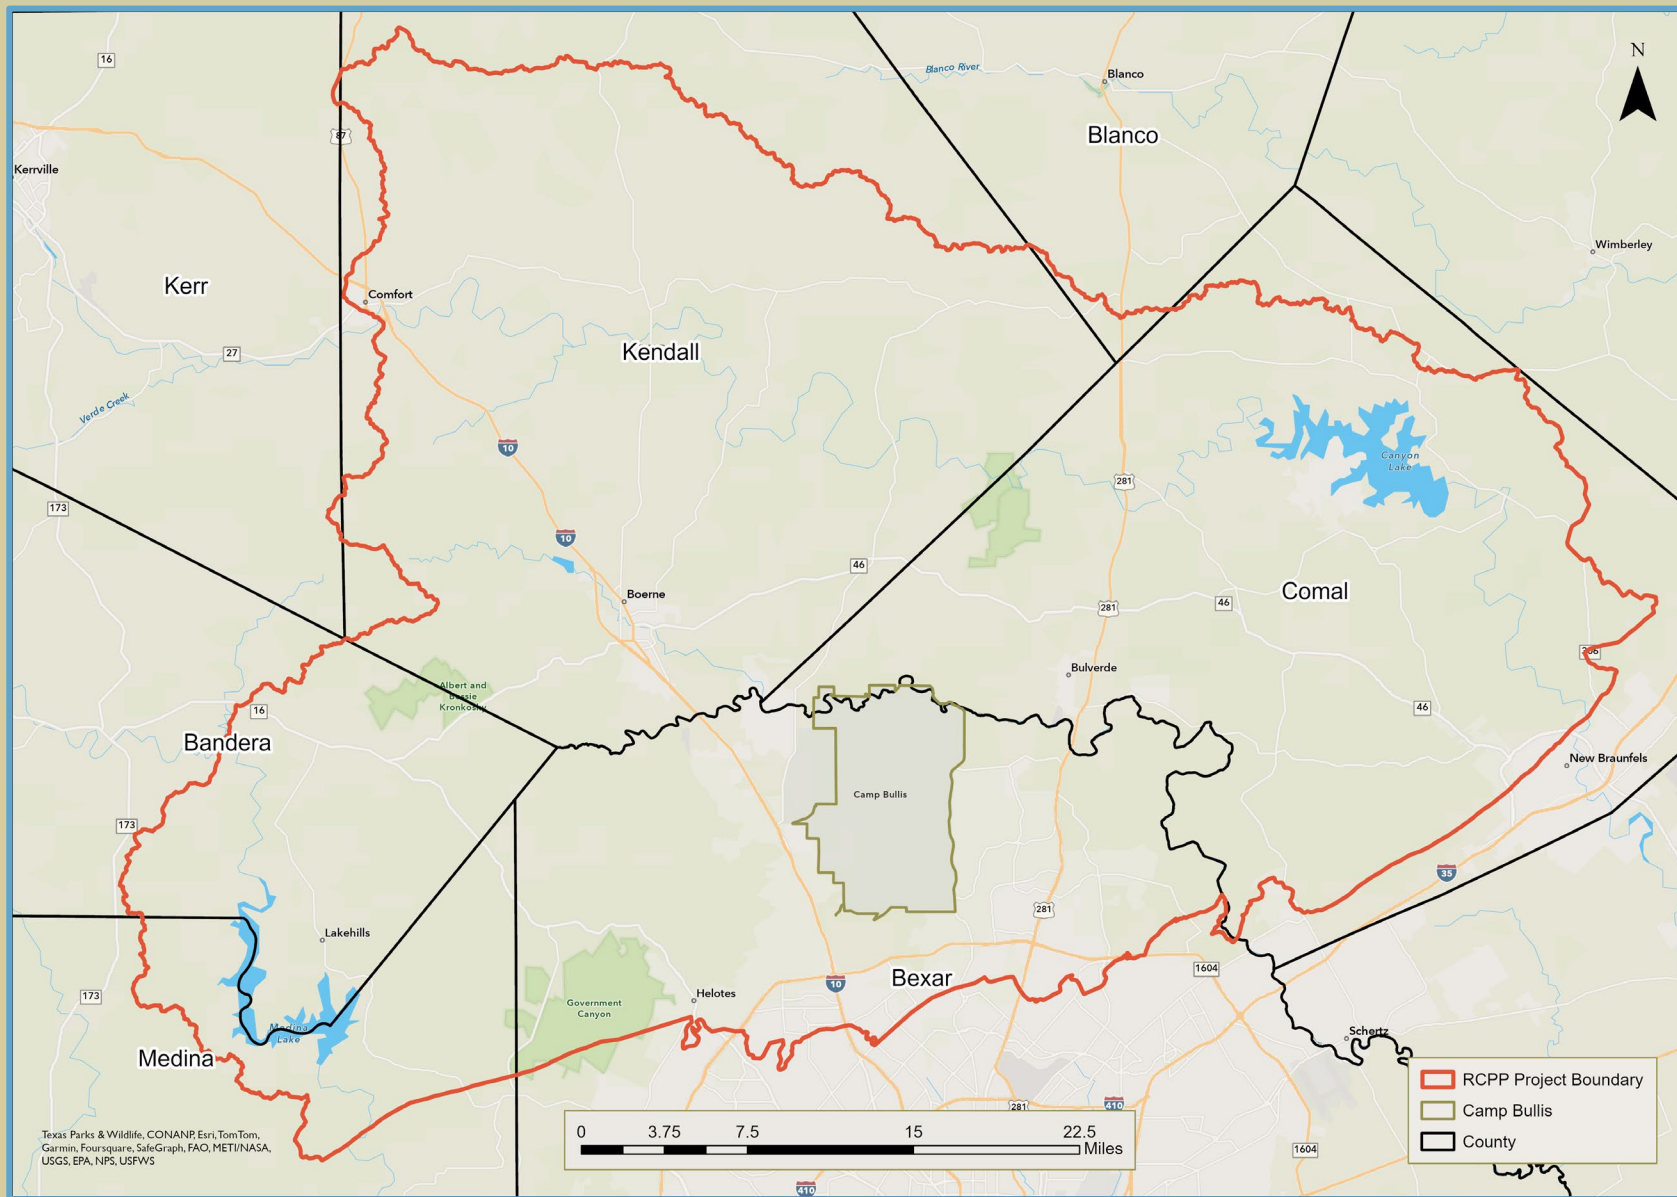 N
16
Blanco River
Blanco
Blanco
87
Kerrville
Wimberley
Kerr
Comfort
27
Kendall
Verde Creek
10
Canyon
Lake
281
173
10
46
Boerne
281
46
Comal
Bulverde
Albert and
Bessie
Kronkosky
16
46
Bandera
New Braunfels
Camp Bullis
173
35
281
Lakehills
1604
Bexar
10
173
Helotes
Government
Canyon
Medina
Lake
Schertz
Medina
RCPP Project Boundary
Camp Bullis
County
281
410
0 3.75 7.5 15 22.5
Miles
1604
410
Texas Parks & Wildlife, CONANP, Esri, TomTom,
Garmin, Foursquare, SafeGraph, FAO, METI/NASA,
USGS, EPA, NPS, USFWS